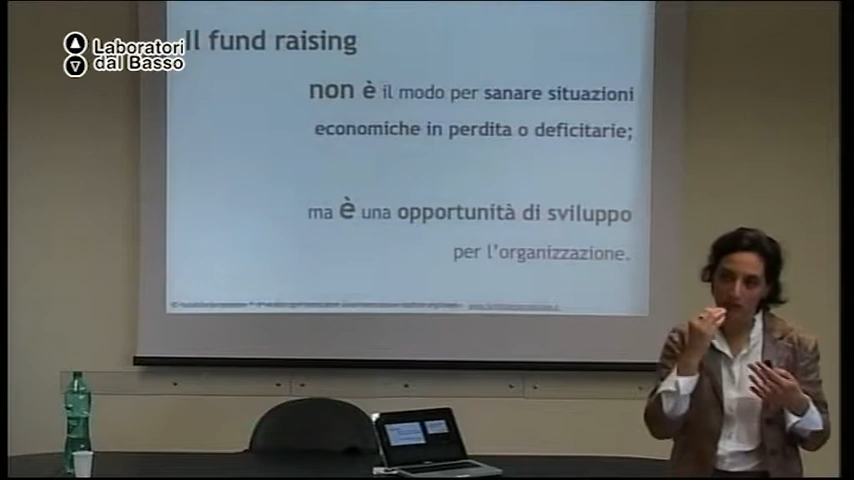 Laboratori
dal Basso
Il fund raising
non è il modo per sanare situazioni
economiche in perdita o deficitarie;
ma è una opportunità di sviluppo
per l'organizzazione.